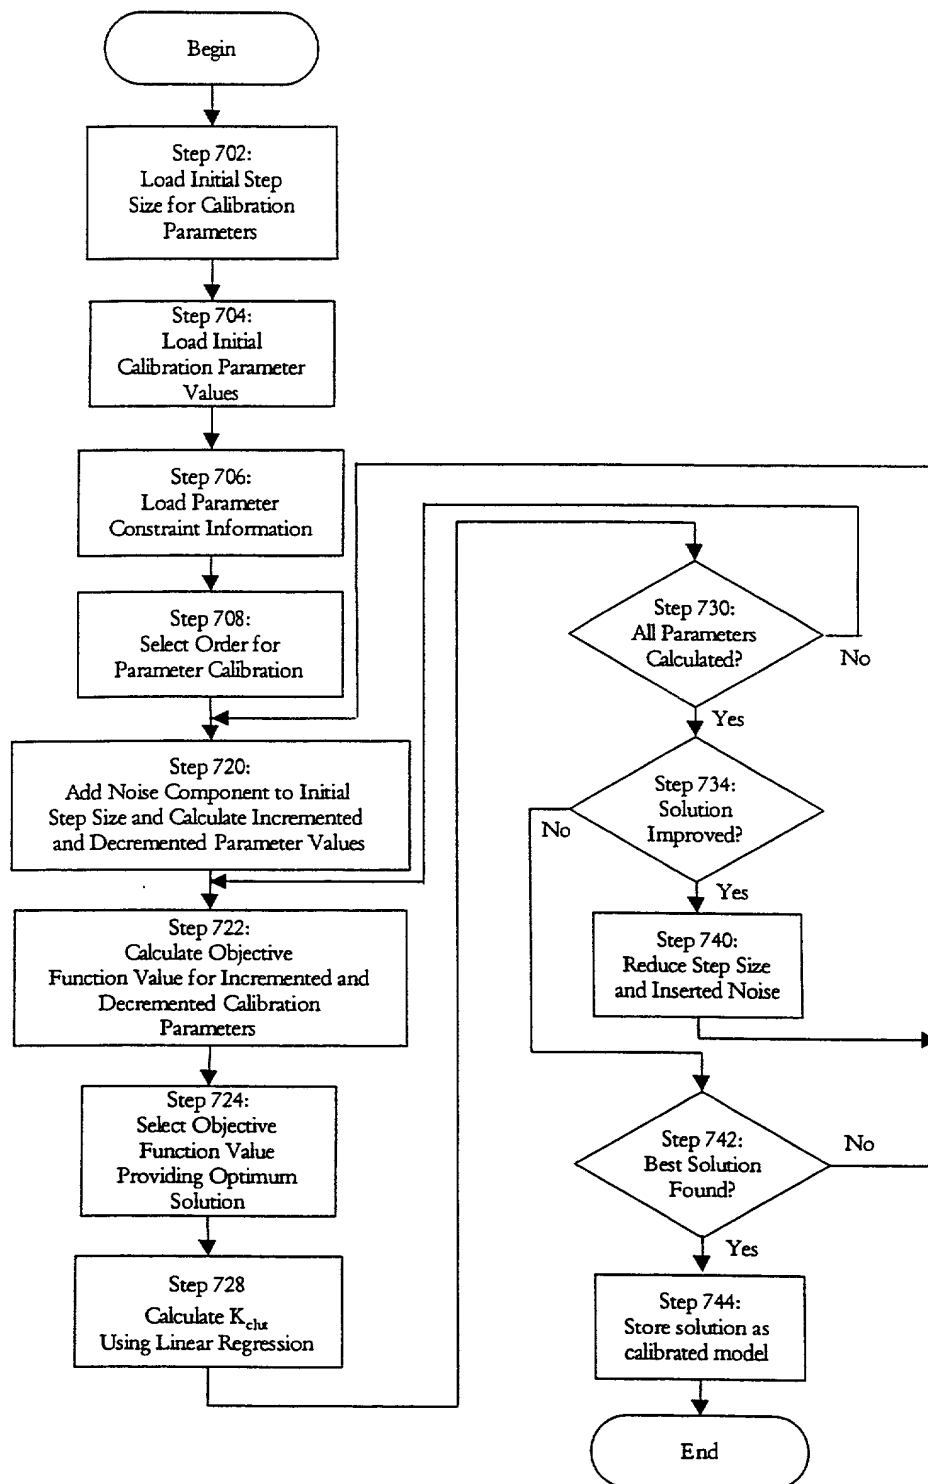 Begin
Step 702:
Load Initial Step
Size for Calibration
Parameters
Step 704:
Load Initial
Calibration Parameter
Values
Step 706:
Load Parameter
Constraint Information
Step 708:
Select Order for
Parameter Calibration
Step 720:
Add Noise Component to Initial
Step Size and Calculate Incremented
and Decremented Parameter Values
Step 722:
Calculate Objective
Function Value for Incremented and
Decremented Calibration
Parameters
Step 724:
Select Objective
Function Value
Providing Optimum
Solution
Step 728
Calculate K_clut
Using Linear Regression
Step 730:
All Parameters
Calculated?
No
Yes
Step 734:
Solution
Improved?
No
Yes
Step 740:
Reduce Step Size
and Inserted Noise
Step 742:
Best Solution
Found?
No
Yes
Step 744:
Store solution as
calibrated model
End